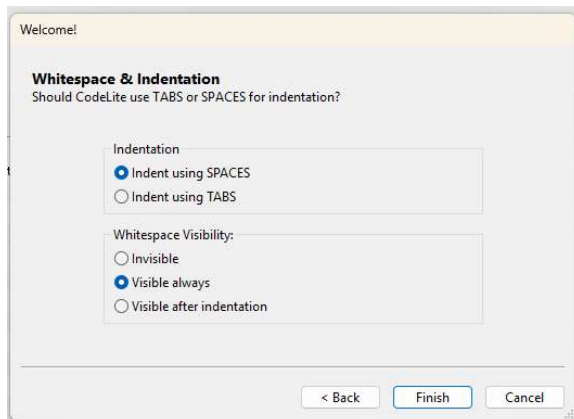 Welcome!
Whitespace & Indentation
Should CodeLite use TABS or SPACES for indentation?
Indentation
Indent using SPACES
Indent using TABS
Whitespace Visibility:
Invisible
Visible always
Visible after indentation
< Back
Finish
Cancel